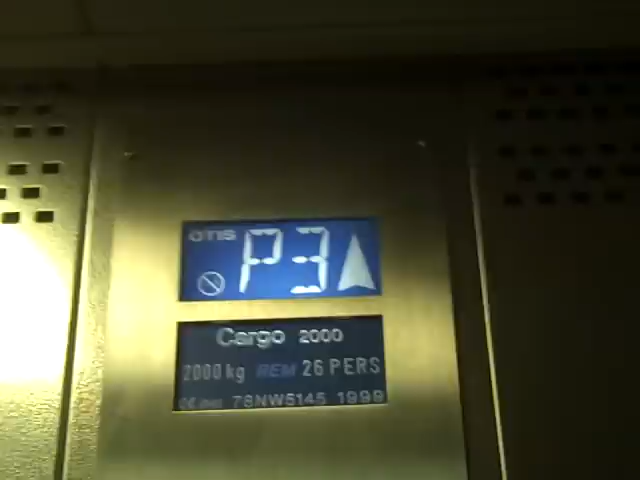 OTIS
P3
Cargo 2000
2000 kg REM 26 PERS
78NW5145 1999